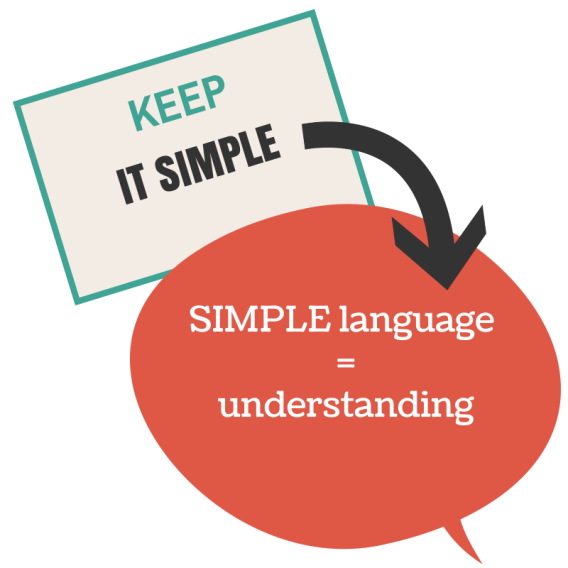 KEEP
IT SIMPLE
SIMPLE language
=
understanding